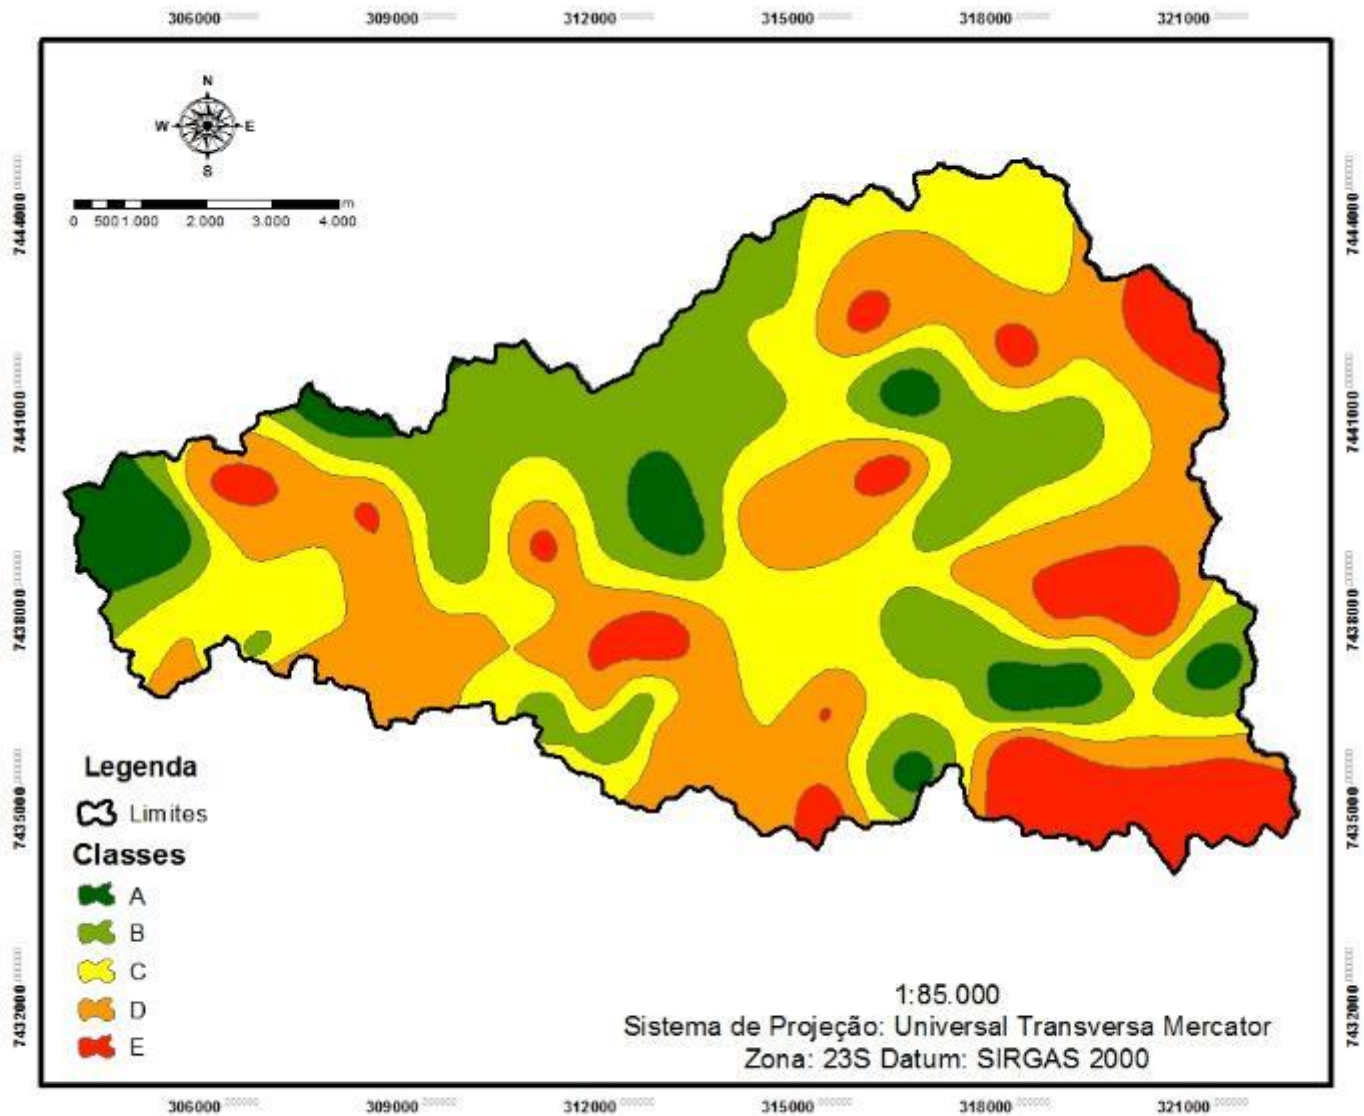 306000 309000 312000 315000 318000 321000
N
W E
S
m
0 500 1.000 2.000 3.000 4.000
7444000 7444000
7441000 7441000
7438000 7438000
7435000 7435000
7432000 7432000
Legenda
Limites
Classes
A
B
C
D
E
1:85.000
Sistema de Projeção: Universal Transversa Mercator
Zona: 23S Datum: SIRGAS 2000
306000 309000 312000 315000 318000 321000